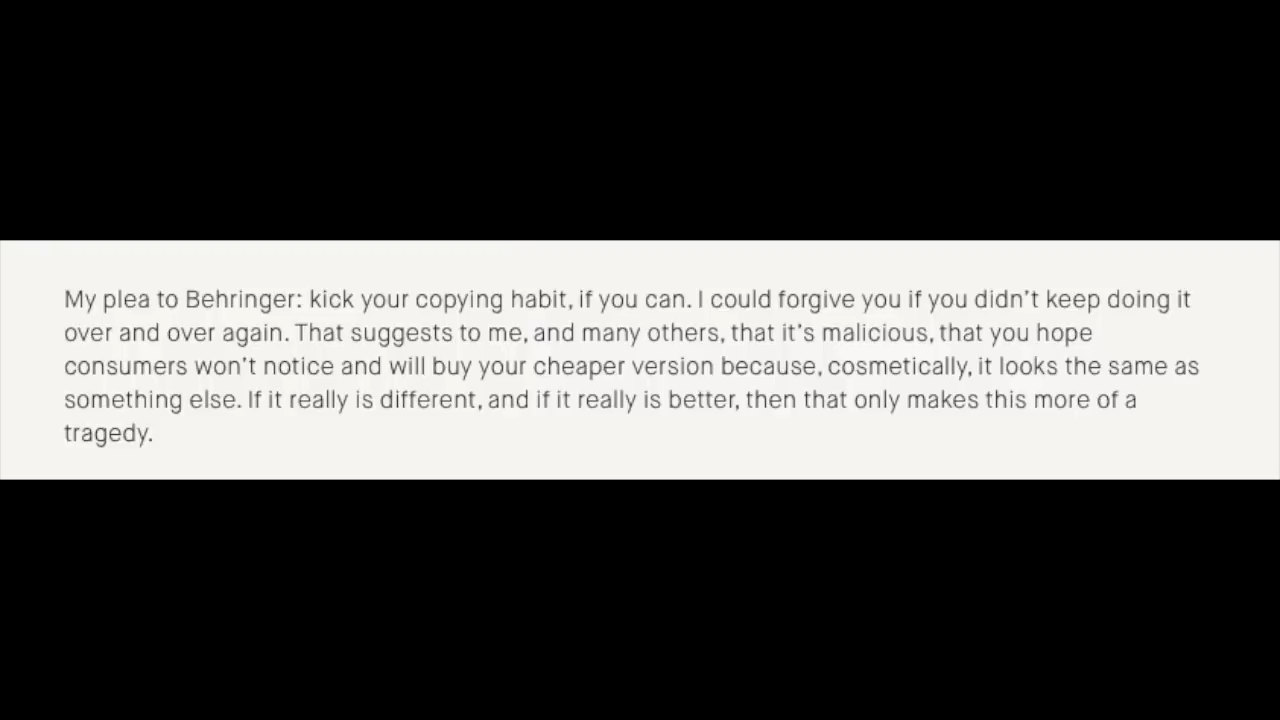 My plea to Behringer: kick your copying habit, if you can. I could forgive you if you didn’t keep doing it
over and over again. That suggests to me, and many others, that it’s malicious, that you hope
consumers won’t notice and will buy your cheaper version because, cosmetically, it looks the same as
something else. If it really is different, and if it really is better, then that only makes this more of a
tragedy.